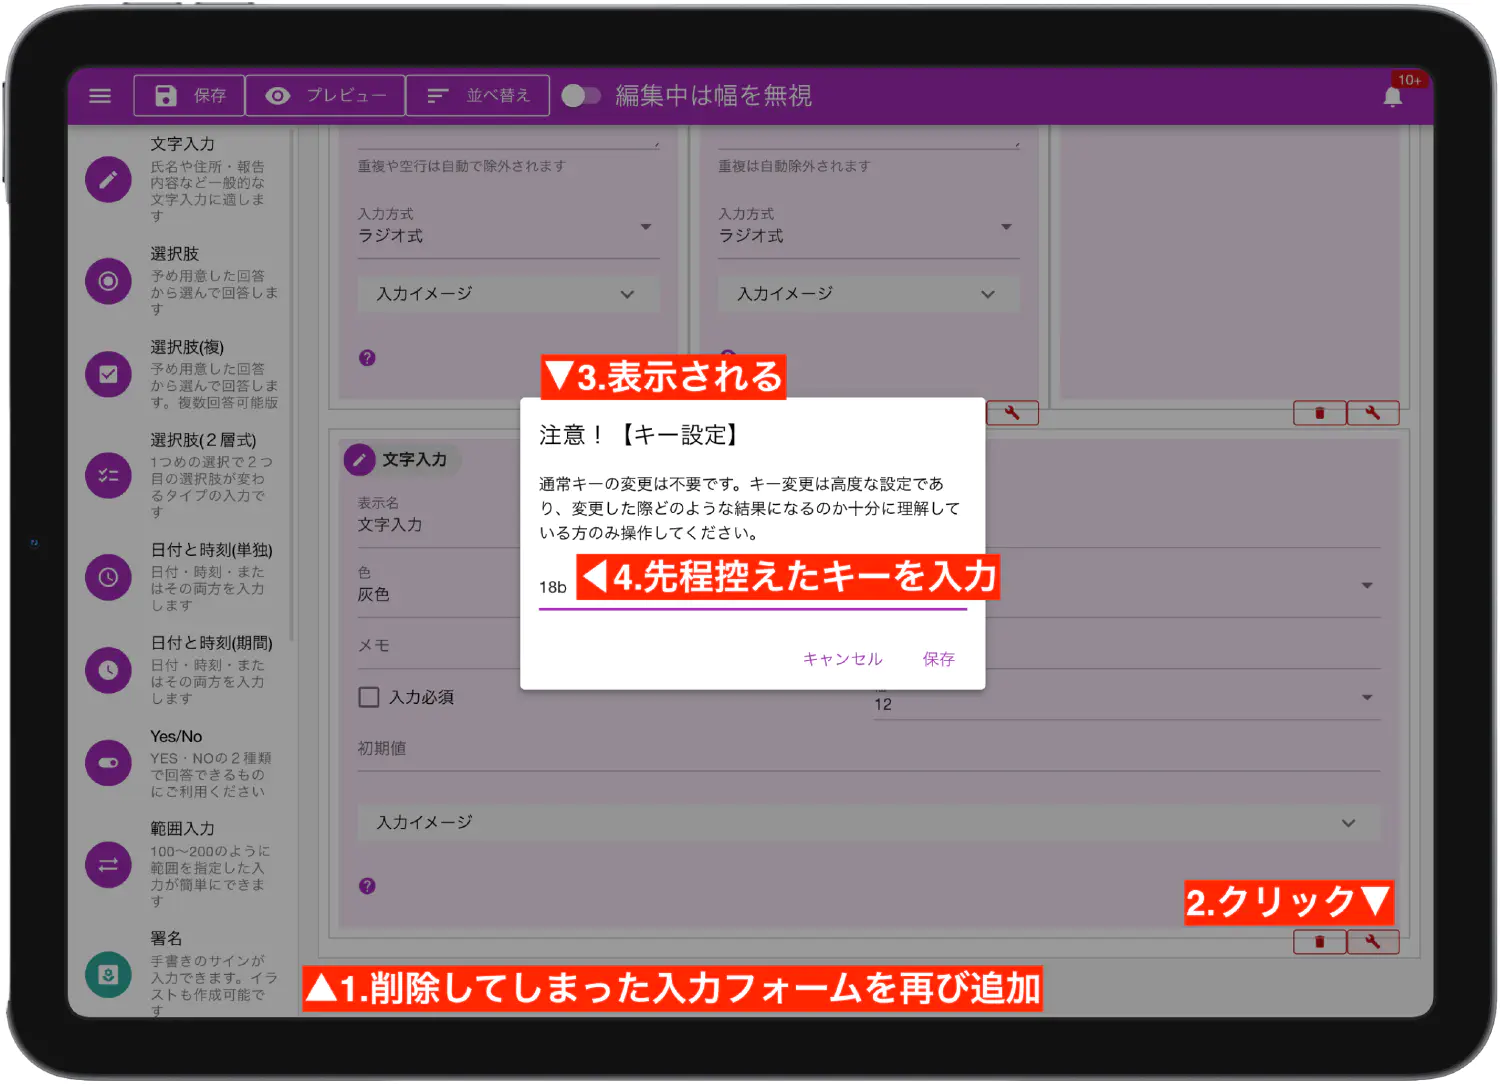 保存
プレビュー
並べ替え
編集中は幅を無視
10+
文字入力
氏名や住所・報告
内容など一般的な
文字入力に適しま
す
選択肢
予め用意した回答
から選んで回答しま
す
選択肢(複)
予め用意した回答
から選んで回答しま
す。複数回答可能版
選択肢(２層式)
1つめの選択で２つ
目の選択肢が変わ
るタイプの入力で
す
日付と時刻(単独)
日付・時刻・また
はその両方を入力
します
日付と時刻(期間)
日付・時刻・また
はその両方を入力
します
Yes/No
YES・NOの２種類
で回答できるもの
にご利用ください
範囲入力
100〜200のように
範囲を指定した入
力が簡単にできま
す
署名
手書きのサインが
入力できます。イラ
ストも作成可能で
す
重複や空行は自動で除外されます
入力方式
ラジオ式
入力イメージ
重複は自動除外されます
入力方式
ラジオ式
入力イメージ
▼3.表示される
注意！【キー設定】
通常キーの変更は不要です。キー変更は高度な設定であ
り、変更した際どのような結果になるのか十分に理解して
いる方のみ操作してください。
18b
◀4.先程控えたキーを入力
キャンセル
保存
文字入力
表示名
文字入力
色
灰色
メモ
入力必須
12
初期値
入力イメージ
2.クリック▼
▲1.削除してしまった入力フォームを再び追加